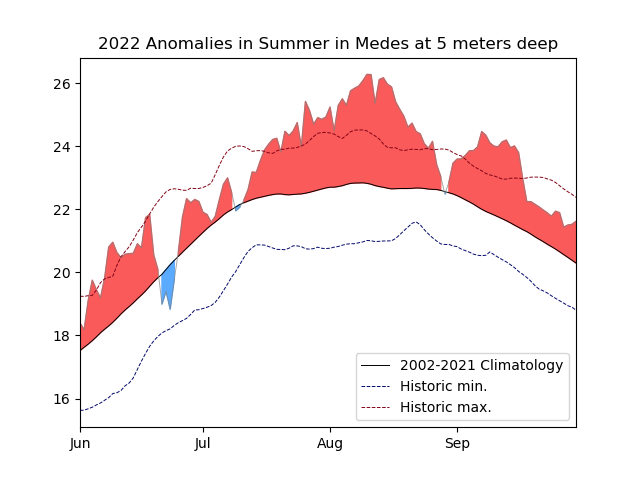 2022 Anomalies in Summer in Medes at 5 meters deep
26
24
22
20
18
16
Jun
Jul
Aug
Sep
2002-2021 Climatology
Historic min.
Historic max.